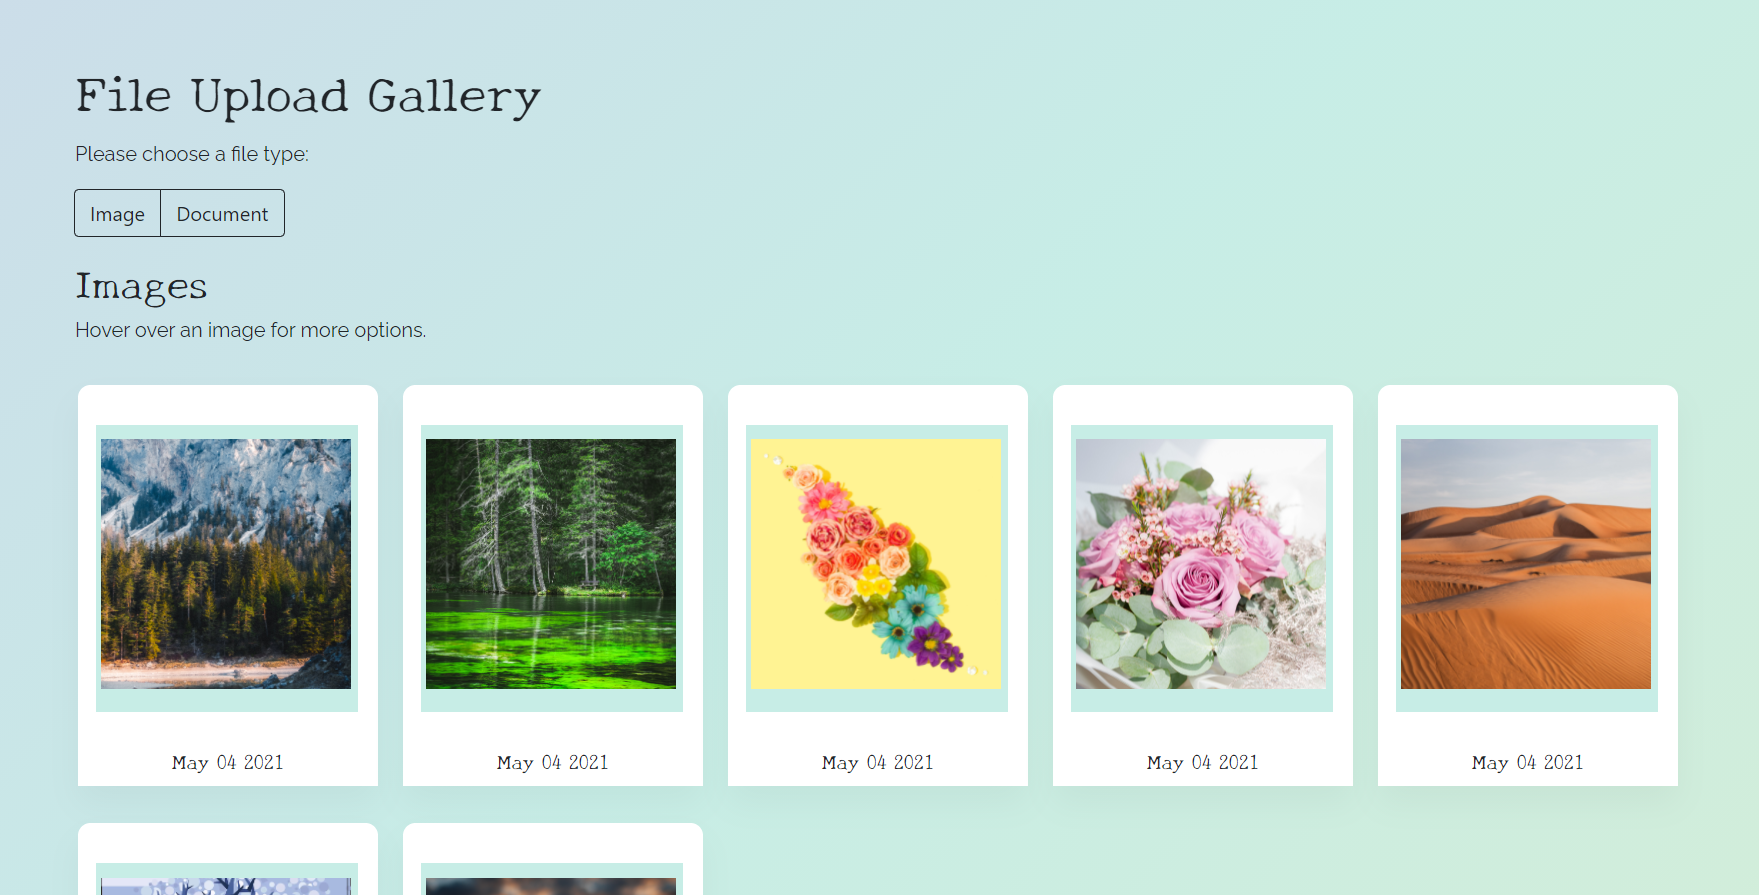 File Upload Gallery
Please choose a file type:
Image Document
Images
Hover over an image for more options.
May 04 2021 May 04 2021 May 04 2021 May 04 2021 May 04 2021